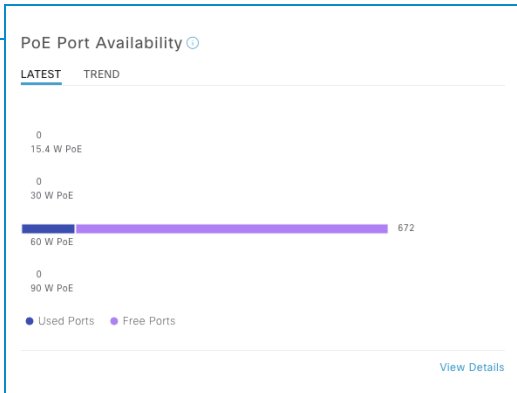 PoE Port Availability
LATEST TREND
0
15.4 W PoE
0
30 W PoE
672
60 W PoE
0
90 W PoE
Used Ports Free Ports
View Details